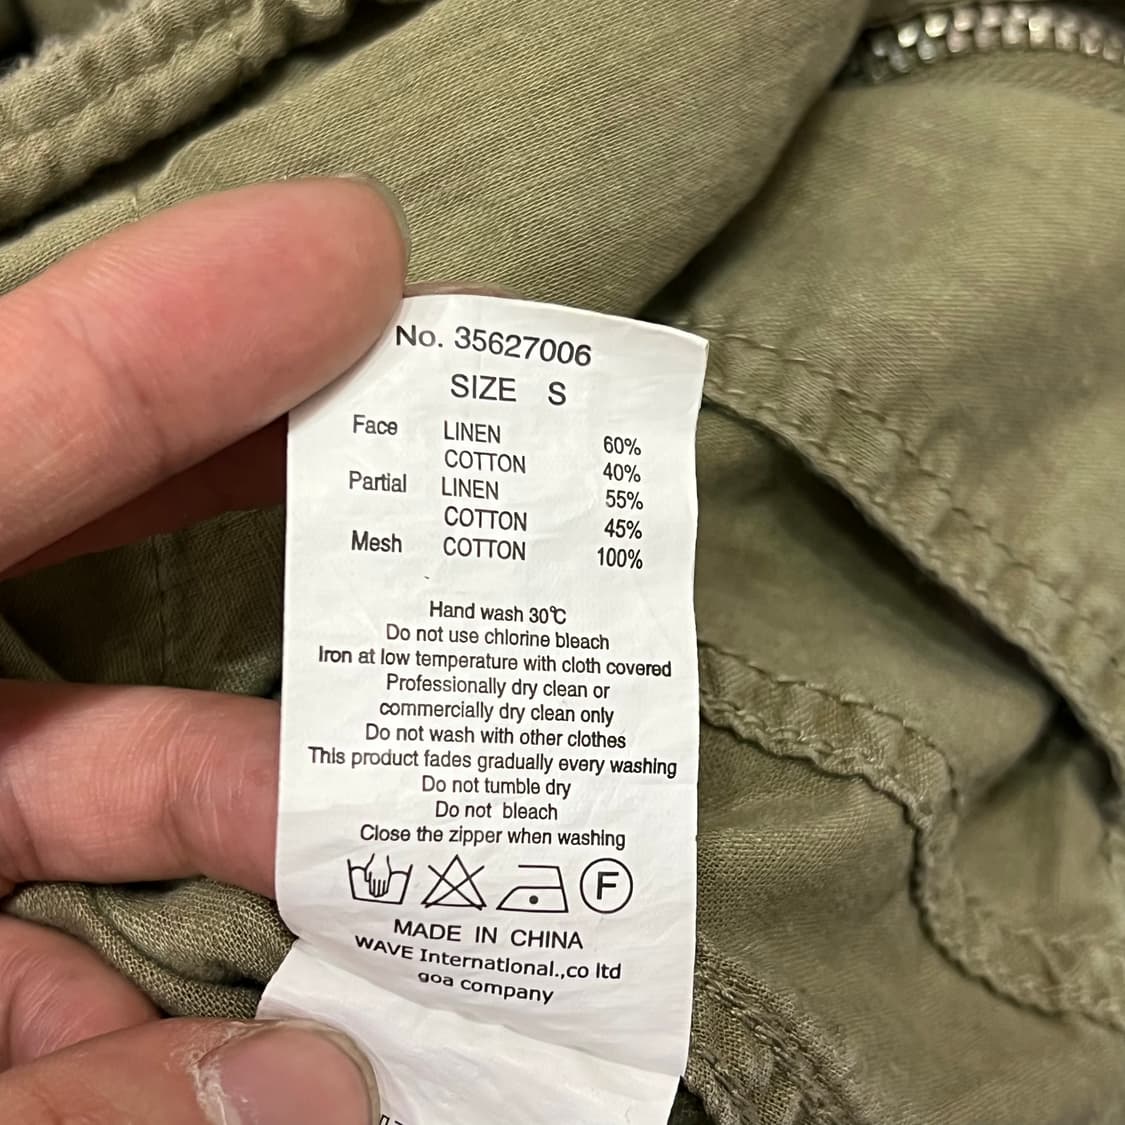 No. 35627006
SIZE S
Face LINEN 60%
COTTON 40%
Partial LINEN 55%
COTTON 45%
Mesh COTTON 100%
Hand wash 30℃
Do not use chlorine bleach
Iron at low temperature with cloth covered
Professionally dry clean or
commercially dry clean only
Do not wash with other clothes
This product fades gradually every washing
Do not tumble dry
Do not bleach
Close the zipper when washing
F
MADE IN CHINA
WAVE International.,co ltd
goa company